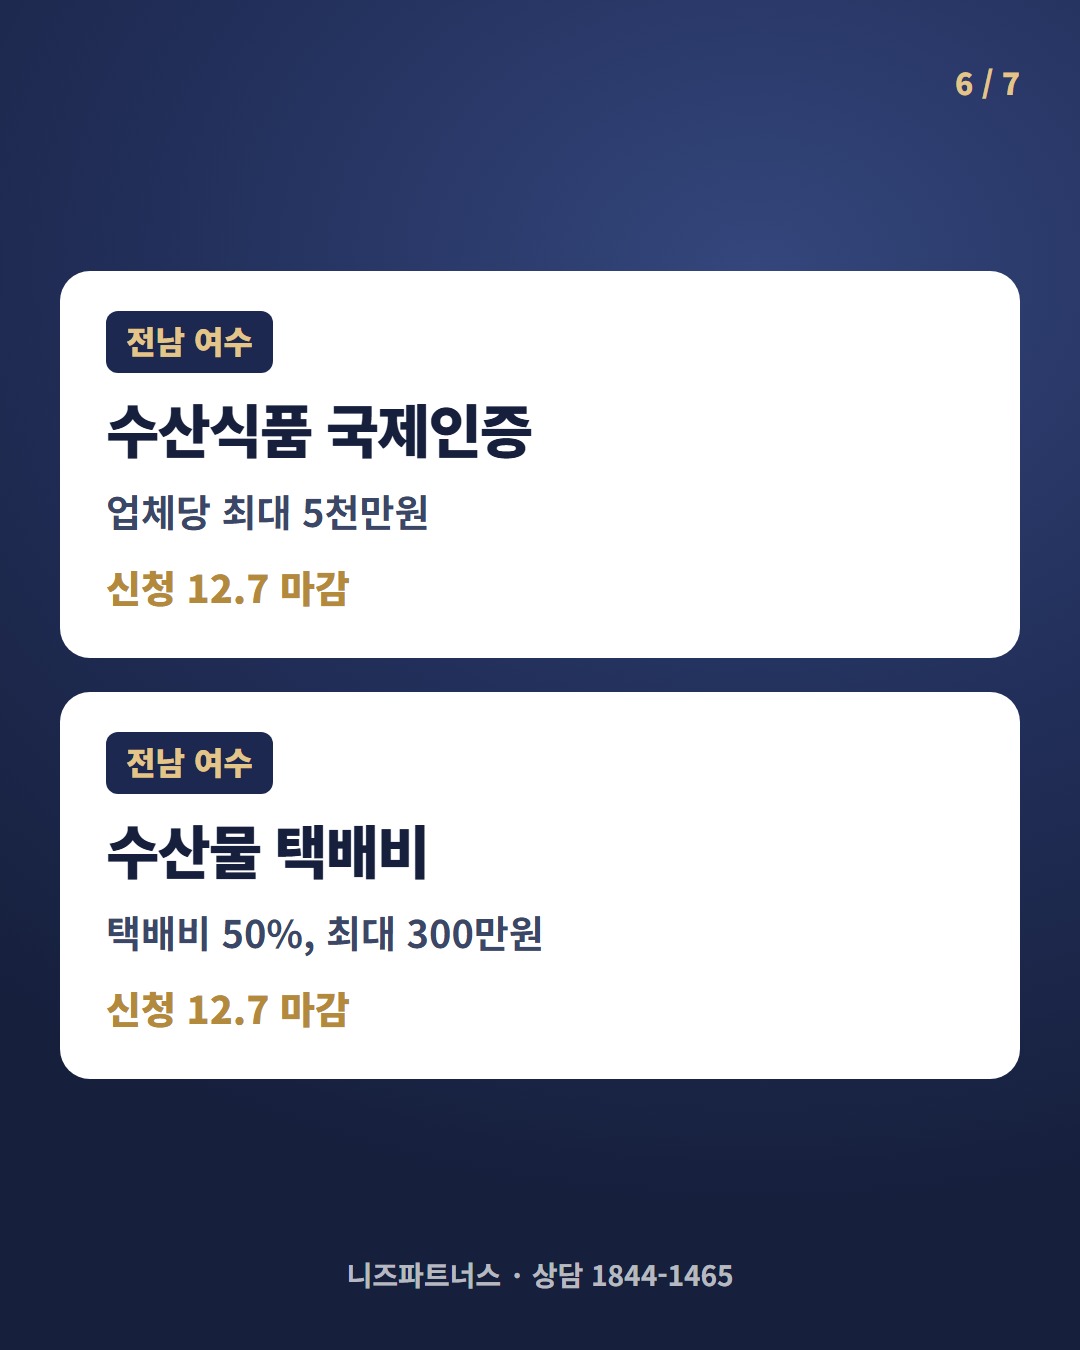 6 / 7
전남 여수
수산식품 국제인증
업체당 최대 5천만원
신청 12.7 마감
전남 여수
수산물 택배비
택배비 50%, 최대 300만원
신청 12.7 마감
니즈파트너스 · 상담 1844-1465